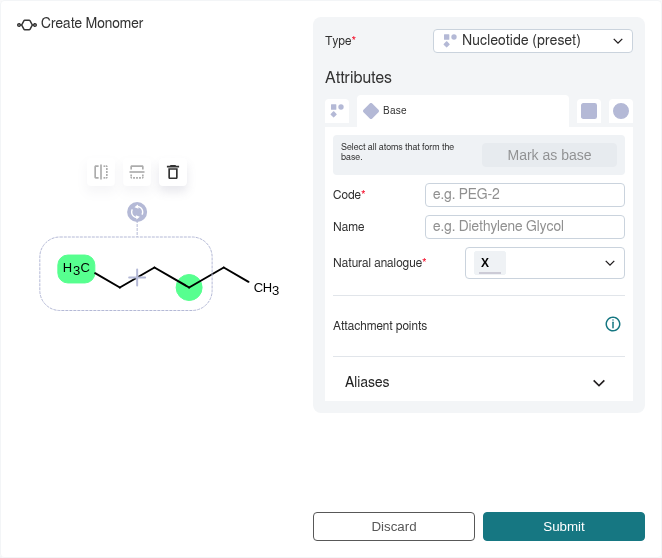 Create Monomer
Type*
Nucleotide (preset)
Attributes
Base
Select all atoms that form the
base.
Mark as base
Code*
e.g. PEG-2
Name
e.g. Diethylene Glycol
Natural analogue*
X
Attachment points
Aliases
H3C
CH3
Discard
Submit